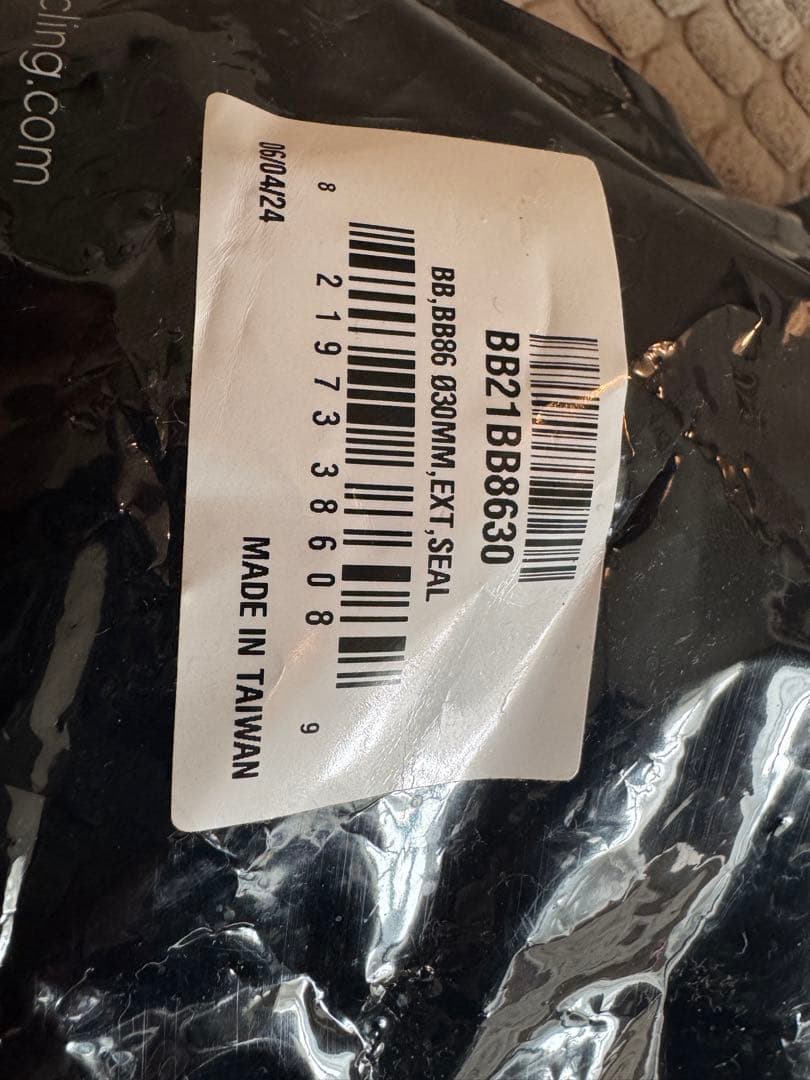 cling.com
BB21BB8630
BB,BB86 Ø30MM,EXT,SEAL
8 21973 38608 9
06/04/24
MADE IN TAIWAN